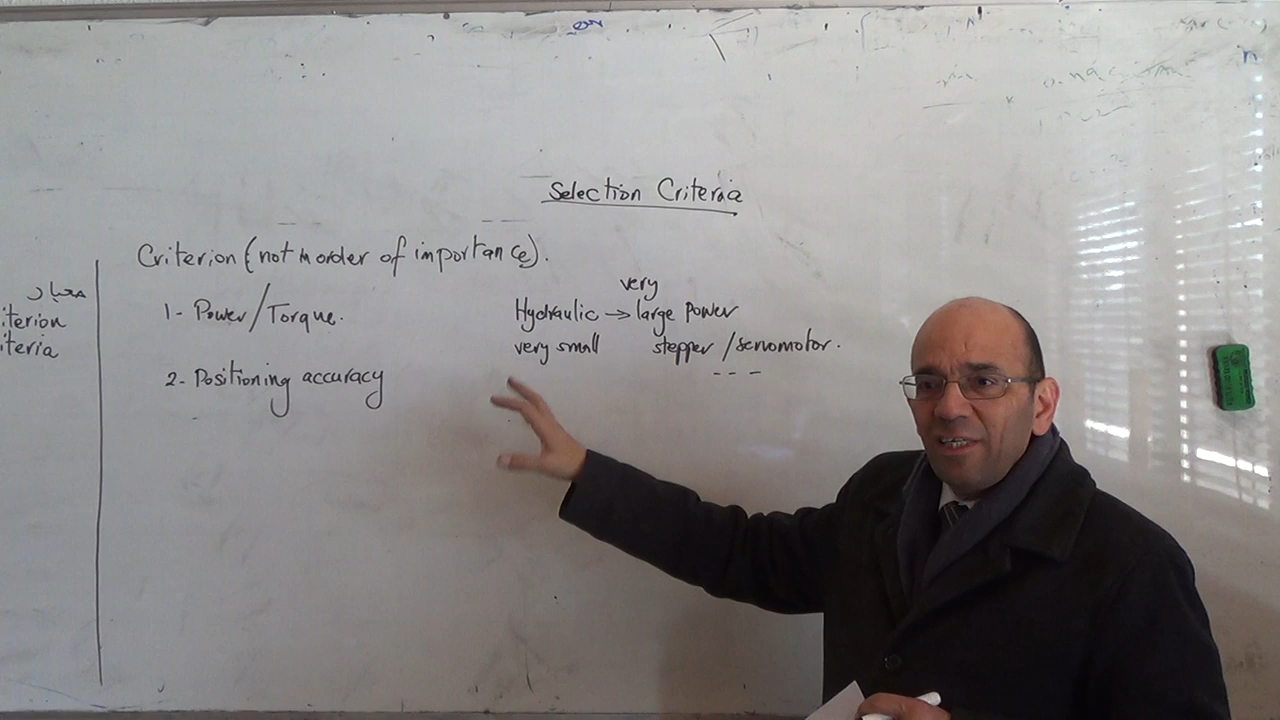 Selection Criteria
Criterion (not in order of importance).
معيار
iterion
iteria
1- Power/Torque.
very
Hydraulic → large power
very small stepper /servomotor.
2- Positioning accuracy